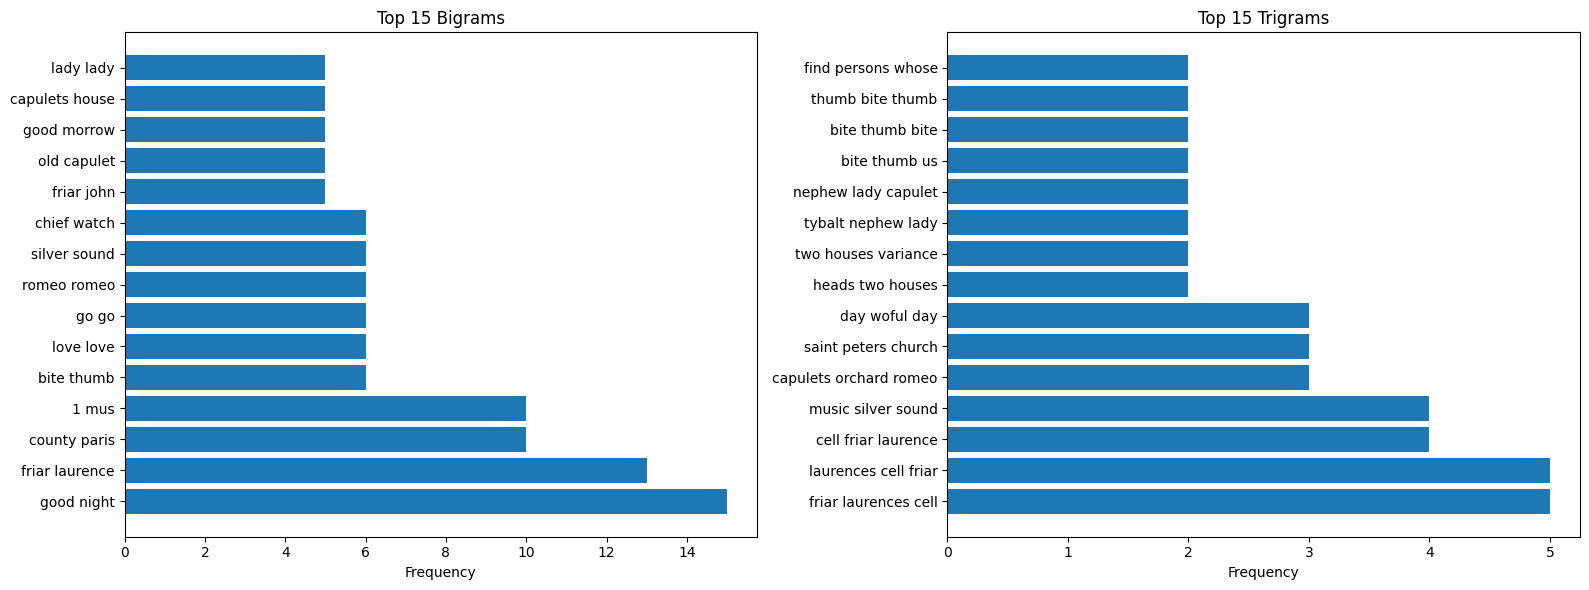 Top 15 Bigrams
lady lady
capulets house
good morrow
old capulet
friar john
chief watch
silver sound
romeo romeo
go go
love love
bite thumb
1 mus
county paris
friar laurence
good night
0 2 4 6 8 10 12 14
Frequency
Top 15 Trigrams
find persons whose
thumb bite thumb
bite thumb bite
bite thumb us
nephew lady capulet
tybalt nephew lady
two houses variance
heads two houses
day woful day
saint peters church
capulets orchard romeo
music silver sound
cell friar laurence
laurences cell friar
friar laurences cell
0 1 2 3 4 5
Frequency